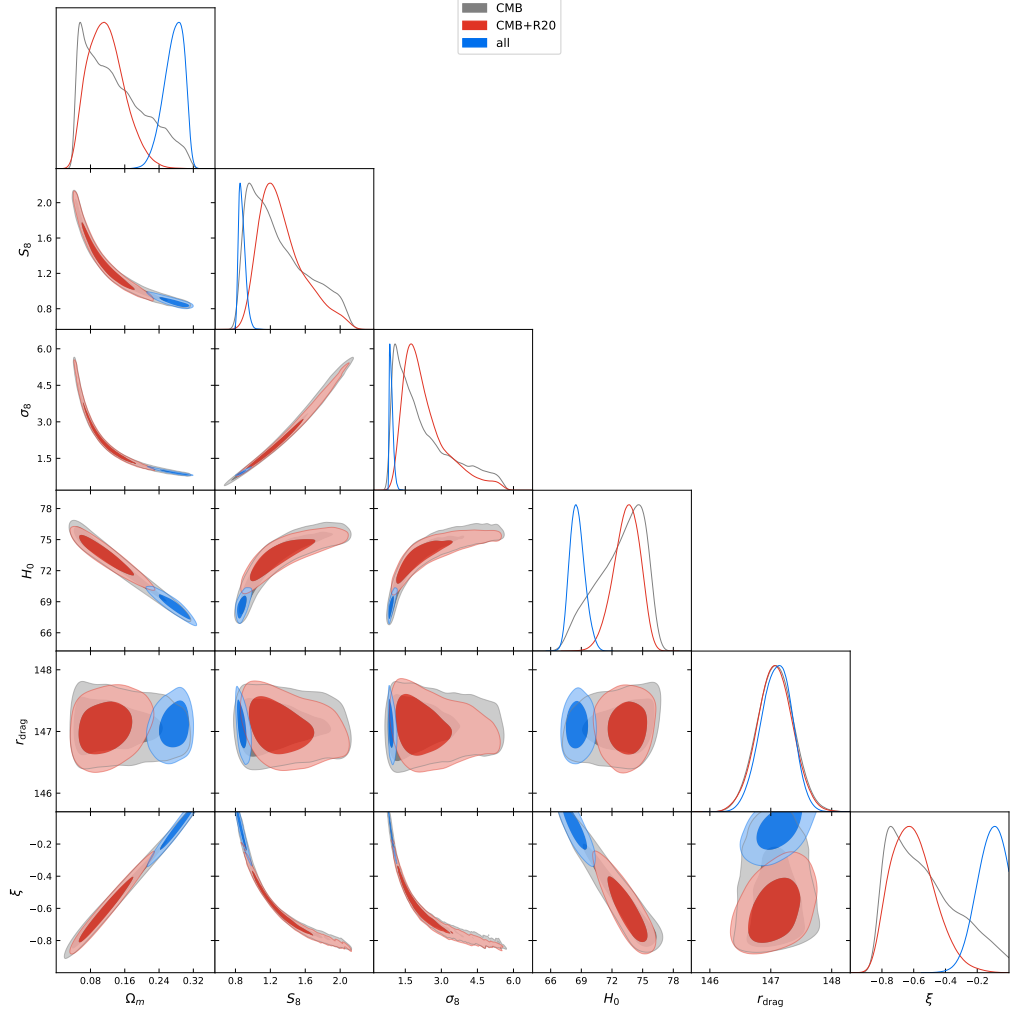 CMB
CMB+R20
all
2.0
1.6
1.2
0.8
S₈
6.0
4.5
3.0
1.5
σ₈
78
75
72
69
66
H₀
148
147
146
r_drag
−0.2
−0.4
−0.6
−0.8
ξ
0.08 0.16 0.24 0.32
0.8 1.2 1.6 2.0
1.5 3.0 4.5 6.0
66 69 72 75 78
146 147 148
−0.8 −0.6 −0.4 −0.2
Ω_m
S₈
σ₈
H₀
r_drag
ξ